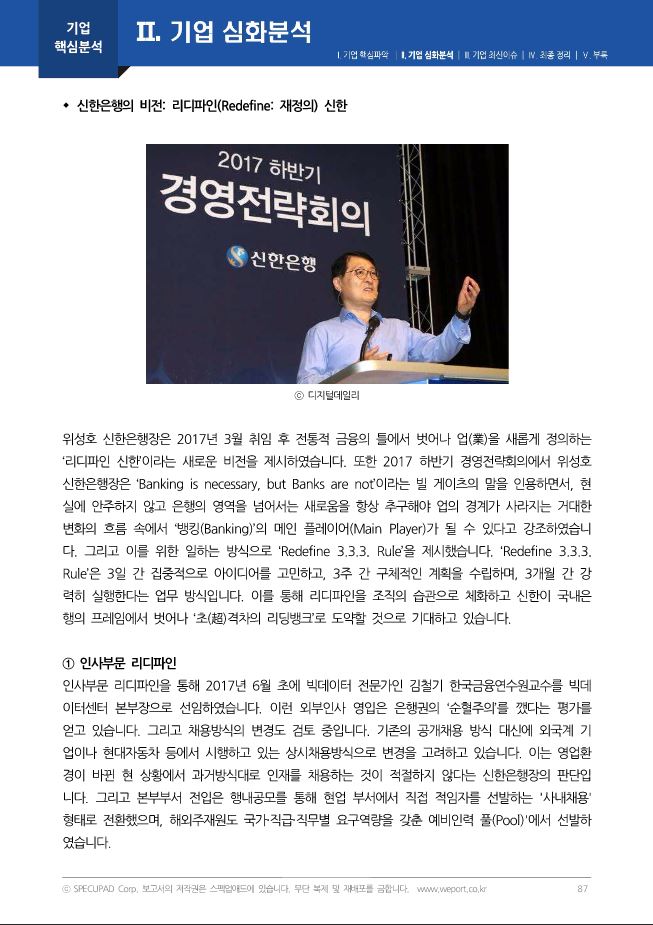 기업
핵심분석
Ⅱ. 기업 심화분석
Ⅰ. 기업 핵심파악 | Ⅱ. 기업 심화분석 | Ⅲ. 기업 최신이슈 | Ⅳ. 최종 정리 | Ⅴ. 부록
◆ 신한은행의 비전: 리디파인(Redefine: 재정의) 신한
2017 하반기
경영전략회의
신한은행
ⓒ 디지털데일리
위성호 신한은행장은 2017년 3월 취임 후 전통적 금융의 틀에서 벗어나 업(業)을 새롭게 정의하는
‘리디파인 신한’이라는 새로운 비전을 제시하였습니다. 또한 2017 하반기 경영전략회의에서 위성호
신한은행장은 ‘Banking is necessary, but Banks are not’이라는 빌 게이츠의 말을 인용하면서, 현
실에 안주하지 않고 은행의 영역을 넘어서는 새로움을 항상 추구해야 업의 경계가 사라지는 거대한
변화의 흐름 속에서 ‘뱅킹(Banking)’의 메인 플레이어(Main Player)가 될 수 있다고 강조하였습니
다. 그리고 이를 위한 일하는 방식으로 ‘Redefine 3.3.3. Rule’을 제시했습니다. ‘Redefine 3.3.3.
Rule’은 3일 간 집중적으로 아이디어를 고민하고, 3주 간 구체적인 계획을 수립하며, 3개월 간 강
력히 실행한다는 업무 방식입니다. 이를 통해 리디파인을 조직의 습관으로 체화하고 신한이 국내은
행의 프레임에서 벗어나 ‘초(超)격차의 리딩뱅크’로 도약할 것으로 기대하고 있습니다.
① 인사부문 리디파인
인사부문 리디파인을 통해 2017년 6월 초에 빅데이터 전문가인 김철기 한국금융연수원교수를 빅데
이터센터 본부장으로 선임하였습니다. 이런 외부인사 영입은 은행권의 ‘순혈주의’를 깼다는 평가를
얻고 있습니다. 그리고 채용방식의 변경도 검토 중입니다. 기존의 공개채용 방식 대신에 외국계 기
업이나 현대자동차 등에서 시행하고 있는 상시채용방식으로 변경을 고려하고 있습니다. 이는 영업환
경이 바뀐 현 상황에서 과거방식대로 인재를 채용하는 것이 적절하지 않다는 신한은행장의 판단입
니다. 그리고 본부부서 전입은 행내공모를 통해 현업 부서에서 직접 적임자를 선발하는 '사내채용'
형태로 전환했으며, 해외주재원도 국가·직급·직무별 요구역량을 갖춘 예비인력 풀(Pool)'에서 선발하
였습니다.
ⓒ SPECUPAD Corp. 보고서의 저작권은 스펙업애드에 있습니다. 무단 복제 및 재배포를 금합니다. www.weport.co.kr
87